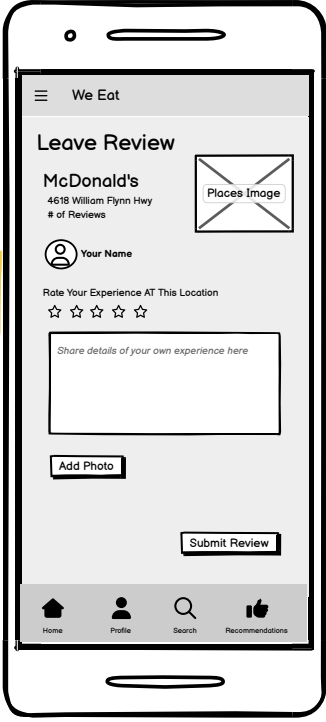 We Eat
Leave Review
McDonald's
Places Image
4618 William Flynn Hwy
# of Reviews
Your Name
Rate Your Experience AT This Location
Share details of your own experience here
Add Photo
Submit Review
Home
Profile
Search
Recommendations